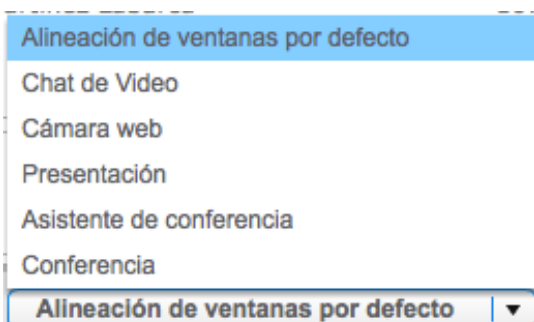 Alineación de ventanas por defecto
Chat de Video
Cámara web
Presentación
Asistente de conferencia
Conferencia
Alineación de ventanas por defecto